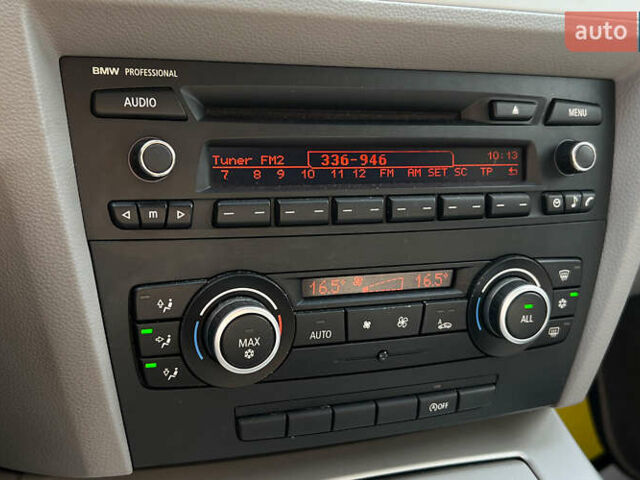 auto
BMW PROFESSIONAL
AUDIO
MENU
Tuner FM2 336-946 10:13
7 8 9 10 11 12 FM AM SET SC TP
m
16.5° 16.5°
MAX
AUTO
ALL
OFF